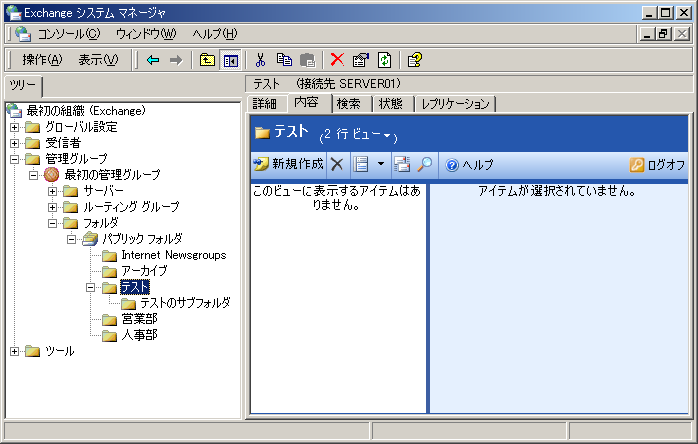 Exchange システム マネージャ
コンソール(C) ウィンドウ(W) ヘルプ(H)
操作(A) 表示(V)
ツリー
最初の組織 (Exchange)
グローバル設定
受信者
管理グループ
最初の管理グループ
サーバー
ルーティング グループ
フォルダ
パブリック フォルダ
Internet Newsgroups
アーカイブ
テスト
テストのサブフォルダ
営業部
人事部
ツール
テスト (接続先 SERVER01)
詳細 内容 検索 状態 レプリケーション
テスト (2 行 ビュー▾)
新規作成 ヘルプ ログオフ
このビューに表示するアイテムはあ
りません。
アイテムが選択されていません。